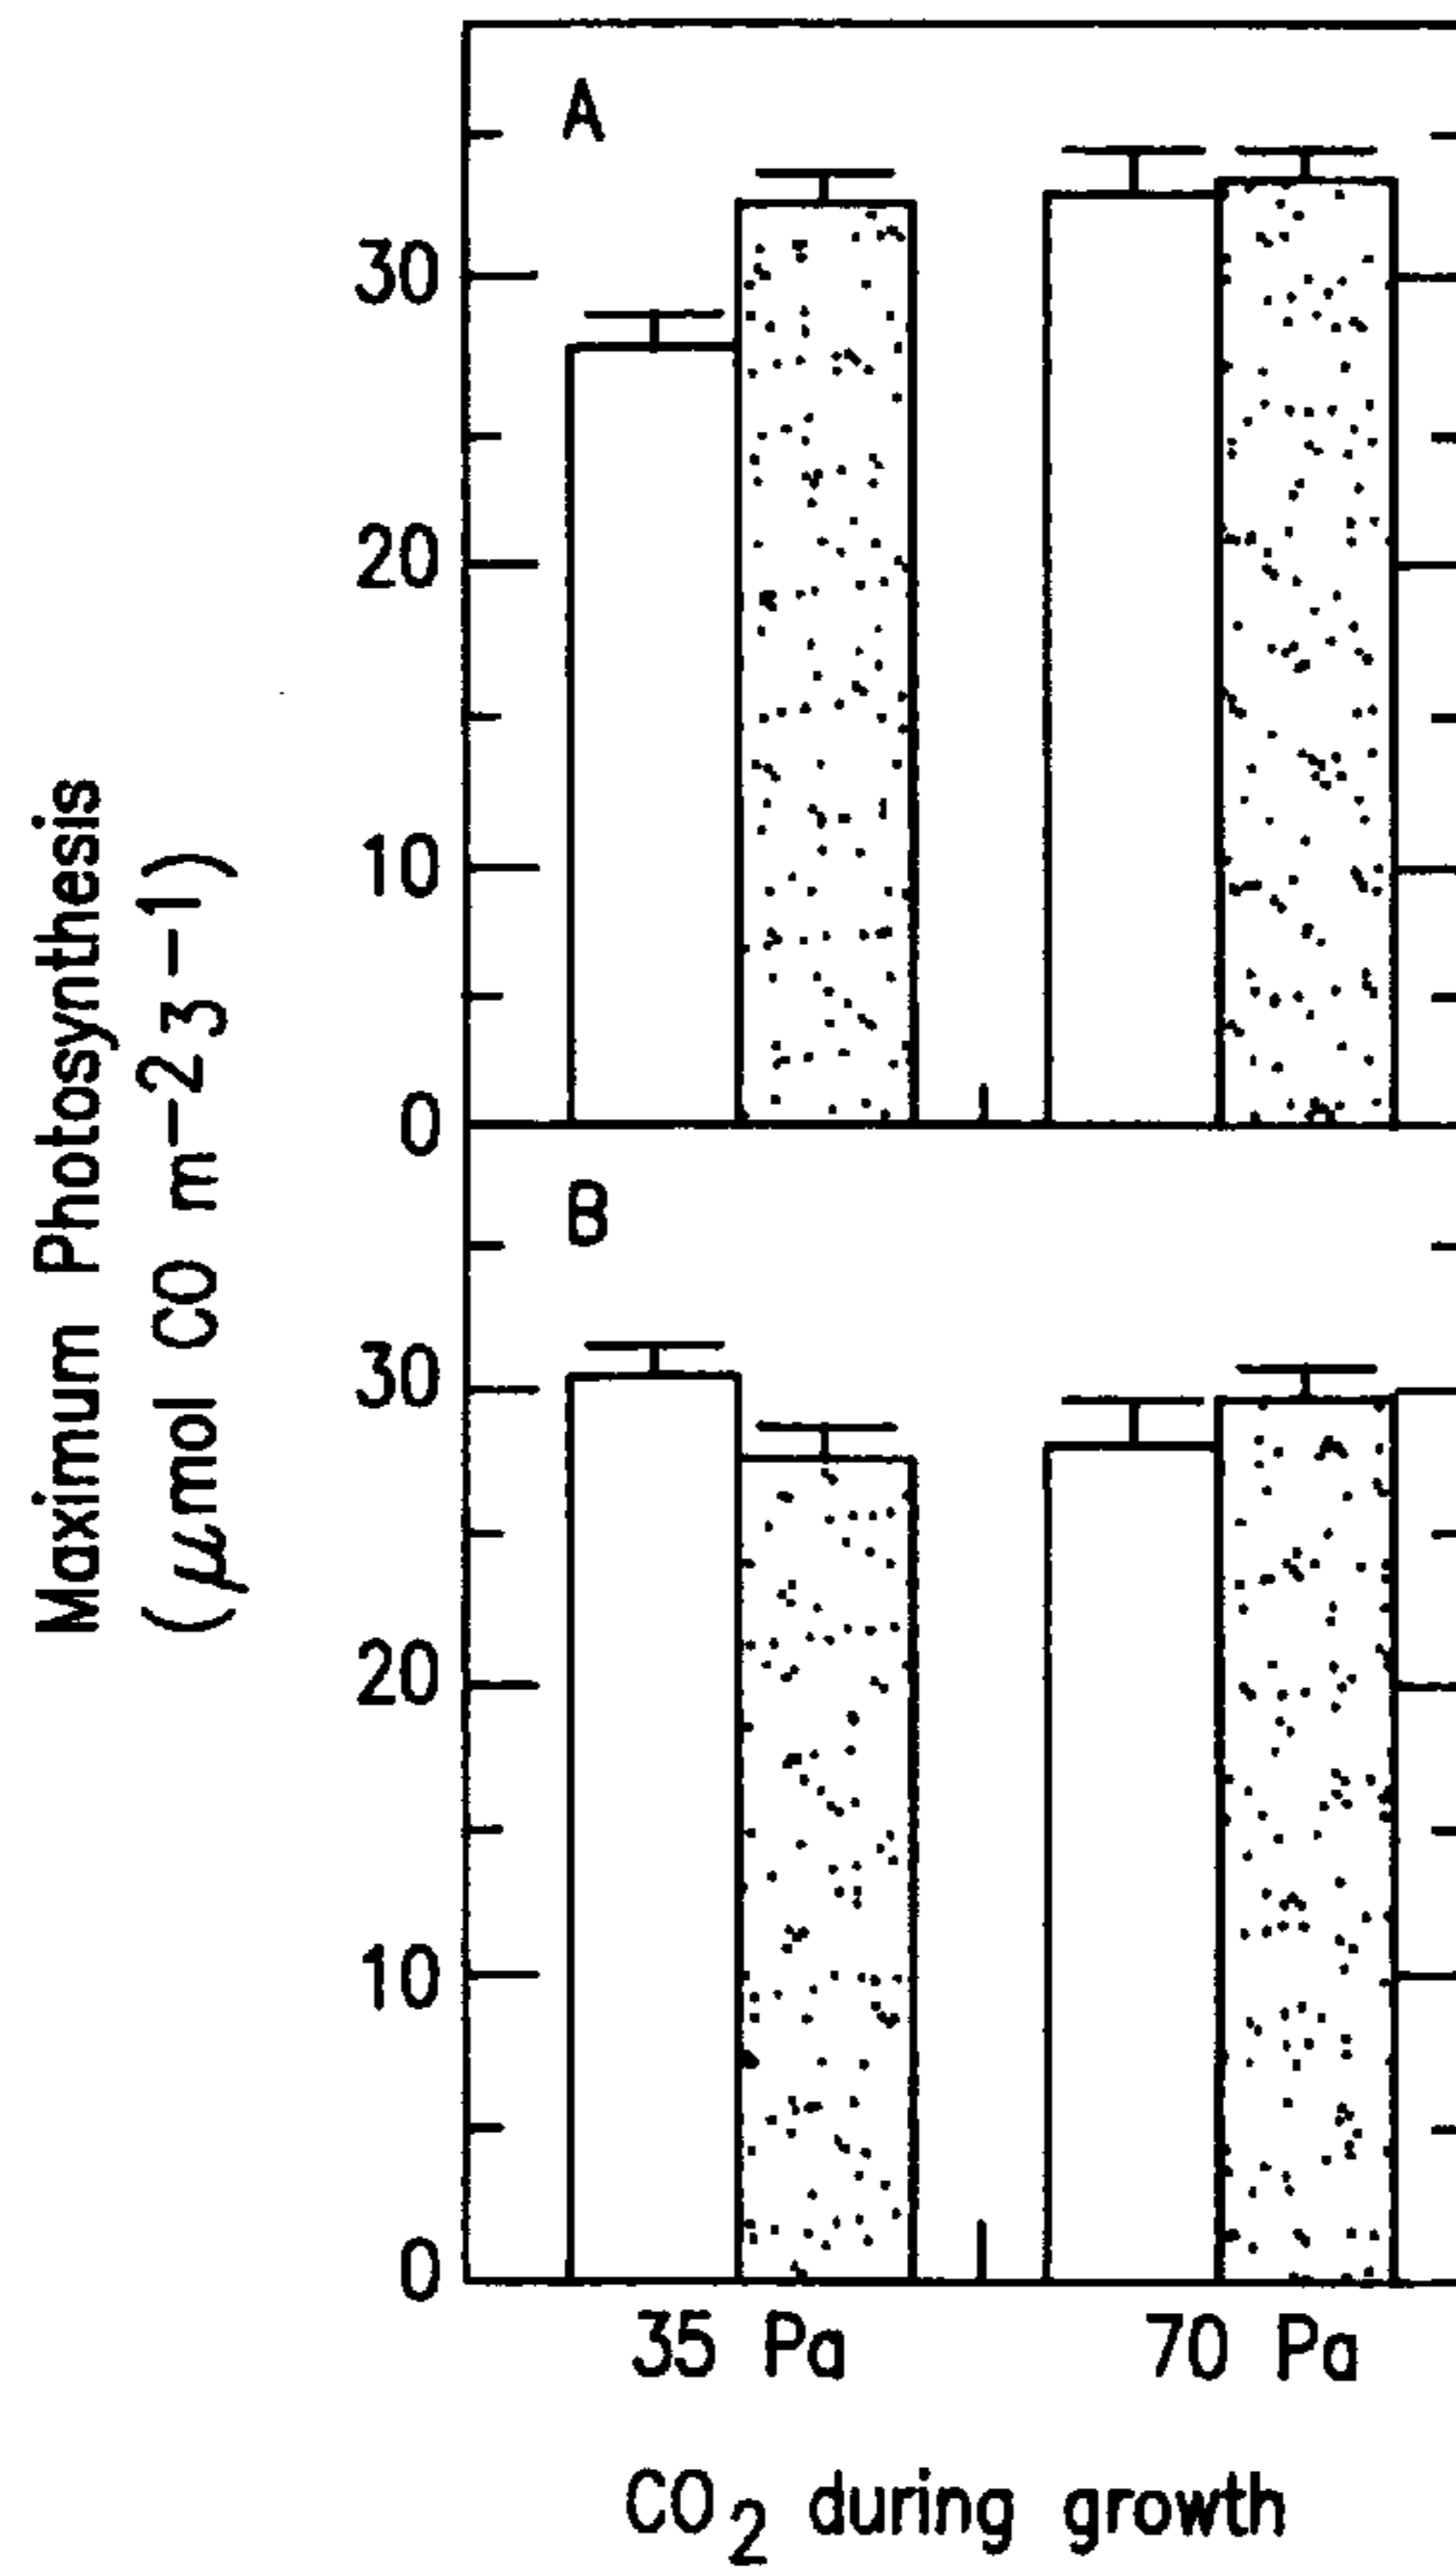 Maximum Photosynthesis
(μmol CO m−2 3 −1)
A
30
20
10
0
B
30
20
10
0
35 Pa
70 Pa
CO2 during growth